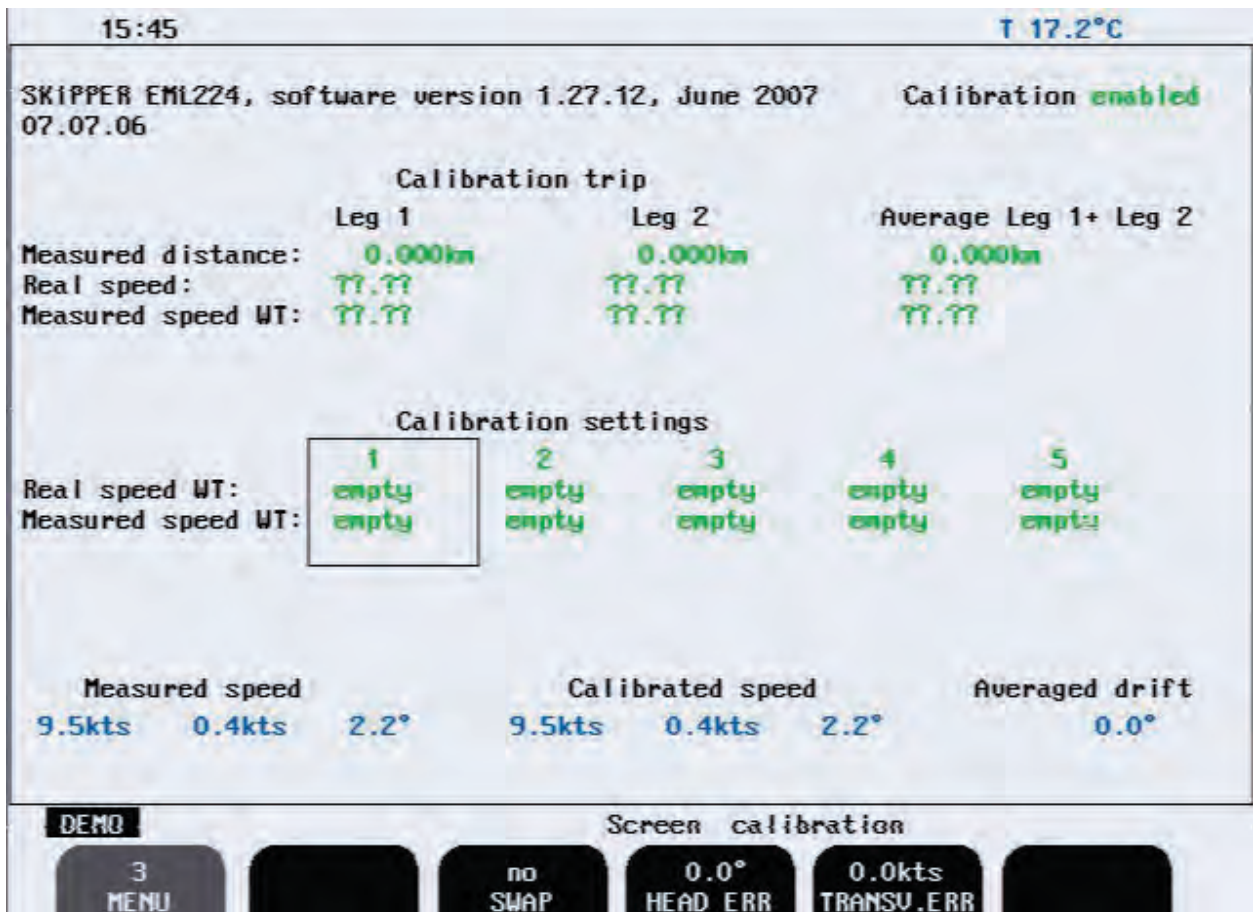 15:45 T 17.2°C
SKIPPER EML224, software version 1.27.12, June 2007 Calibration enabled
07.07.06
Calibration trip
Leg 1 Leg 2 Average Leg 1+ Leg 2
Measured distance: 0.000km 0.000km 0.000km
Real speed: ??.?? ??.?? ??.??
Measured speed WT: ??.?? ??.?? ??.??
Calibration settings
1 2 3 4 5
Real speed WT: empty empty empty empty empty
Measured speed WT: empty empty empty empty empty
Measured speed Calibrated speed Averaged drift
9.5kts 0.4kts 2.2° 9.5kts 0.4kts 2.2° 0.0°
DEMO Screen calibration
3 no 0.0° 0.0kts
MENU SWAP HEAD ERR TRANSV.ERR